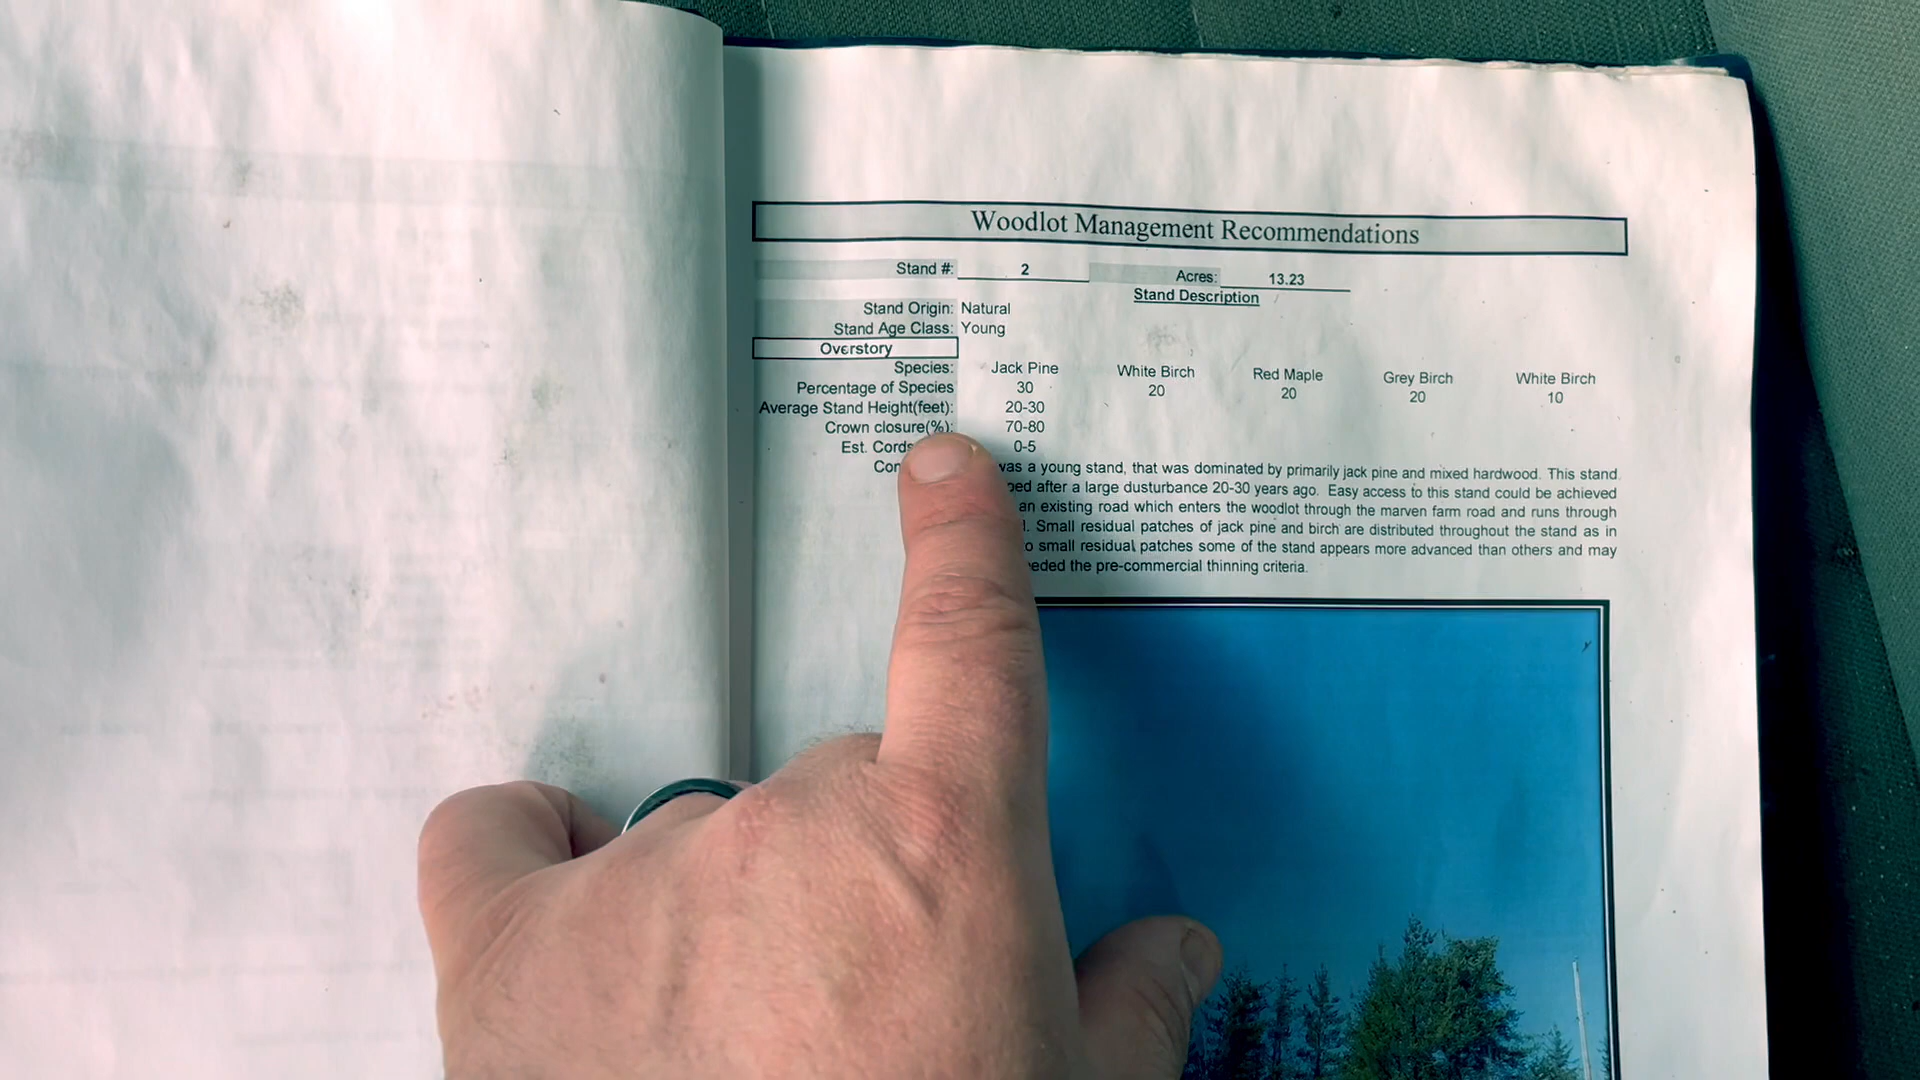 Woodlot Management Recommendations
Stand #: 2 Acres: 13.23
Stand Description
Stand Origin: Natural
Stand Age Class: Young
Overstory
Species: Jack Pine White Birch Red Maple Grey Birch White Birch
Percentage of Species 30 20 20 20 10
Average Stand Height(feet): 20-30
Crown closure(%): 70-80
Est. Cords 0-5
was a young stand, that was dominated by primarily jack pine and mixed hardwood. This stand
after a large dusturbance 20-30 years ago. Easy access to this stand could be achieved
an existing road which enters the woodlot through the marven farm road and runs through
Small residual patches of jack pine and birch are distributed throughout the stand as in
small residual patches some of the stand appears more advanced than others and may
the pre-commercial thinning criteria.